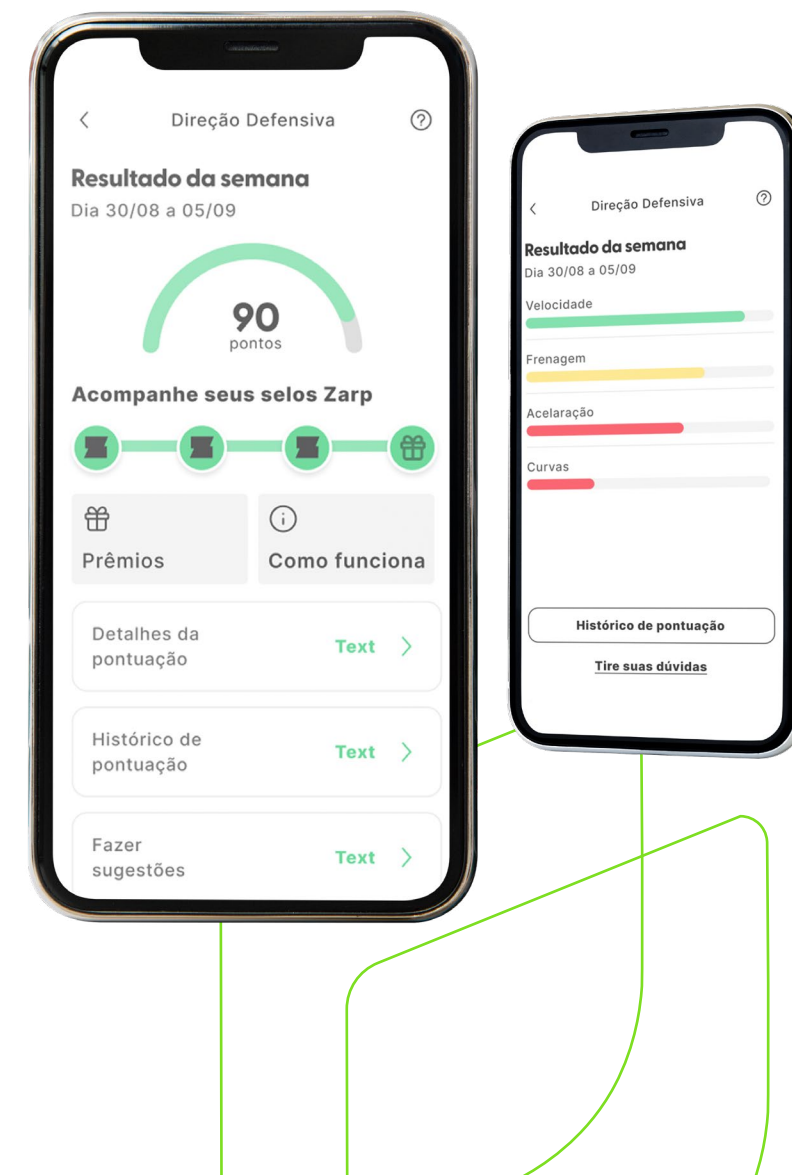 Direção Defensiva
Resultado da semana
Dia 30/08 a 05/09
90
pontos
Acompanhe seus selos Zarp
Prêmios
Como funciona
Detalhes da
pontuação
Text
Histórico de
pontuação
Text
Fazer
sugestões
Text
Direção Defensiva
Resultado da semana
Dia 30/08 a 05/09
Velocidade
Frenagem
Acelaração
Curvas
Histórico de pontuação
Tire suas dúvidas